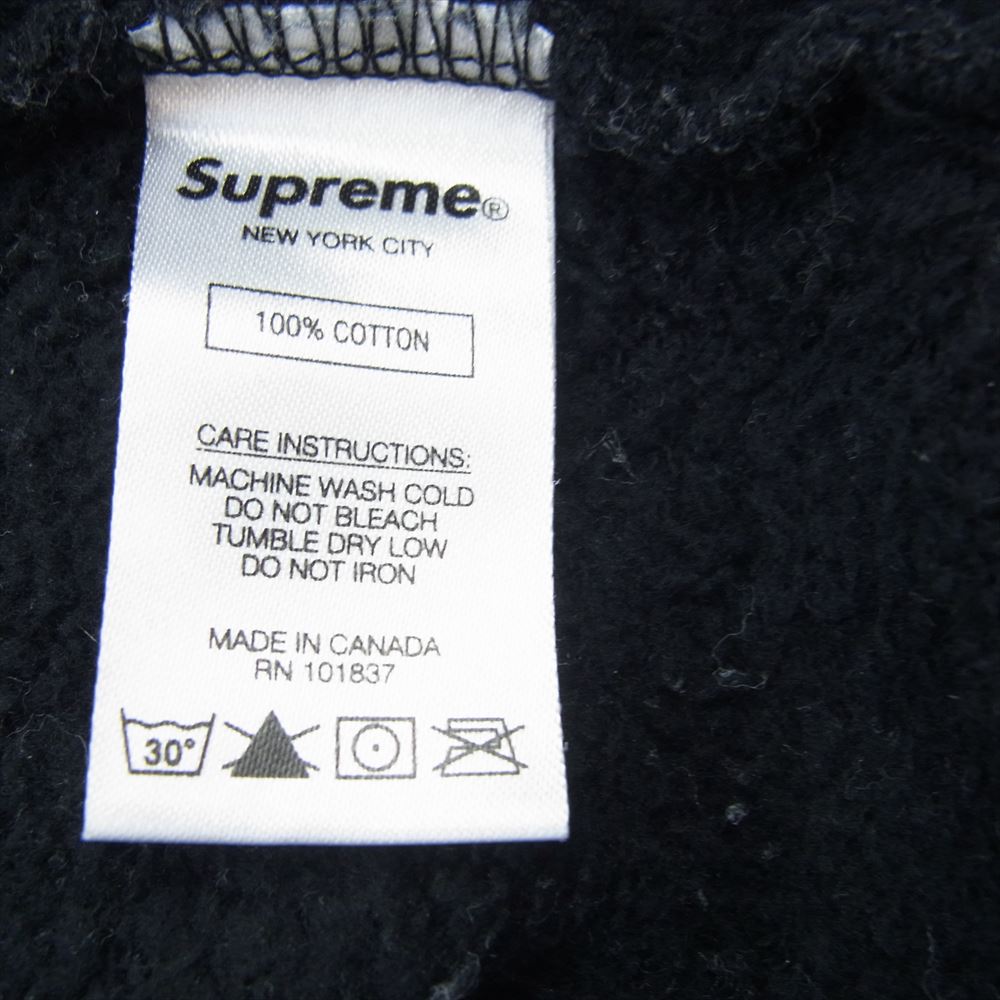 Supreme®
NEW YORK CITY
100% COTTON
CARE INSTRUCTIONS:
MACHINE WASH COLD
DO NOT BLEACH
TUMBLE DRY LOW
DO NOT IRON
MADE IN CANADA
RN 101837
30°